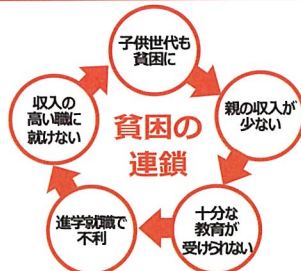 子供世代も
貧困に
親の収入が
少ない
十分な
教育が
受けられない
進学就職で
不利
収入の
高い職に
就けない
貧困の
連鎖